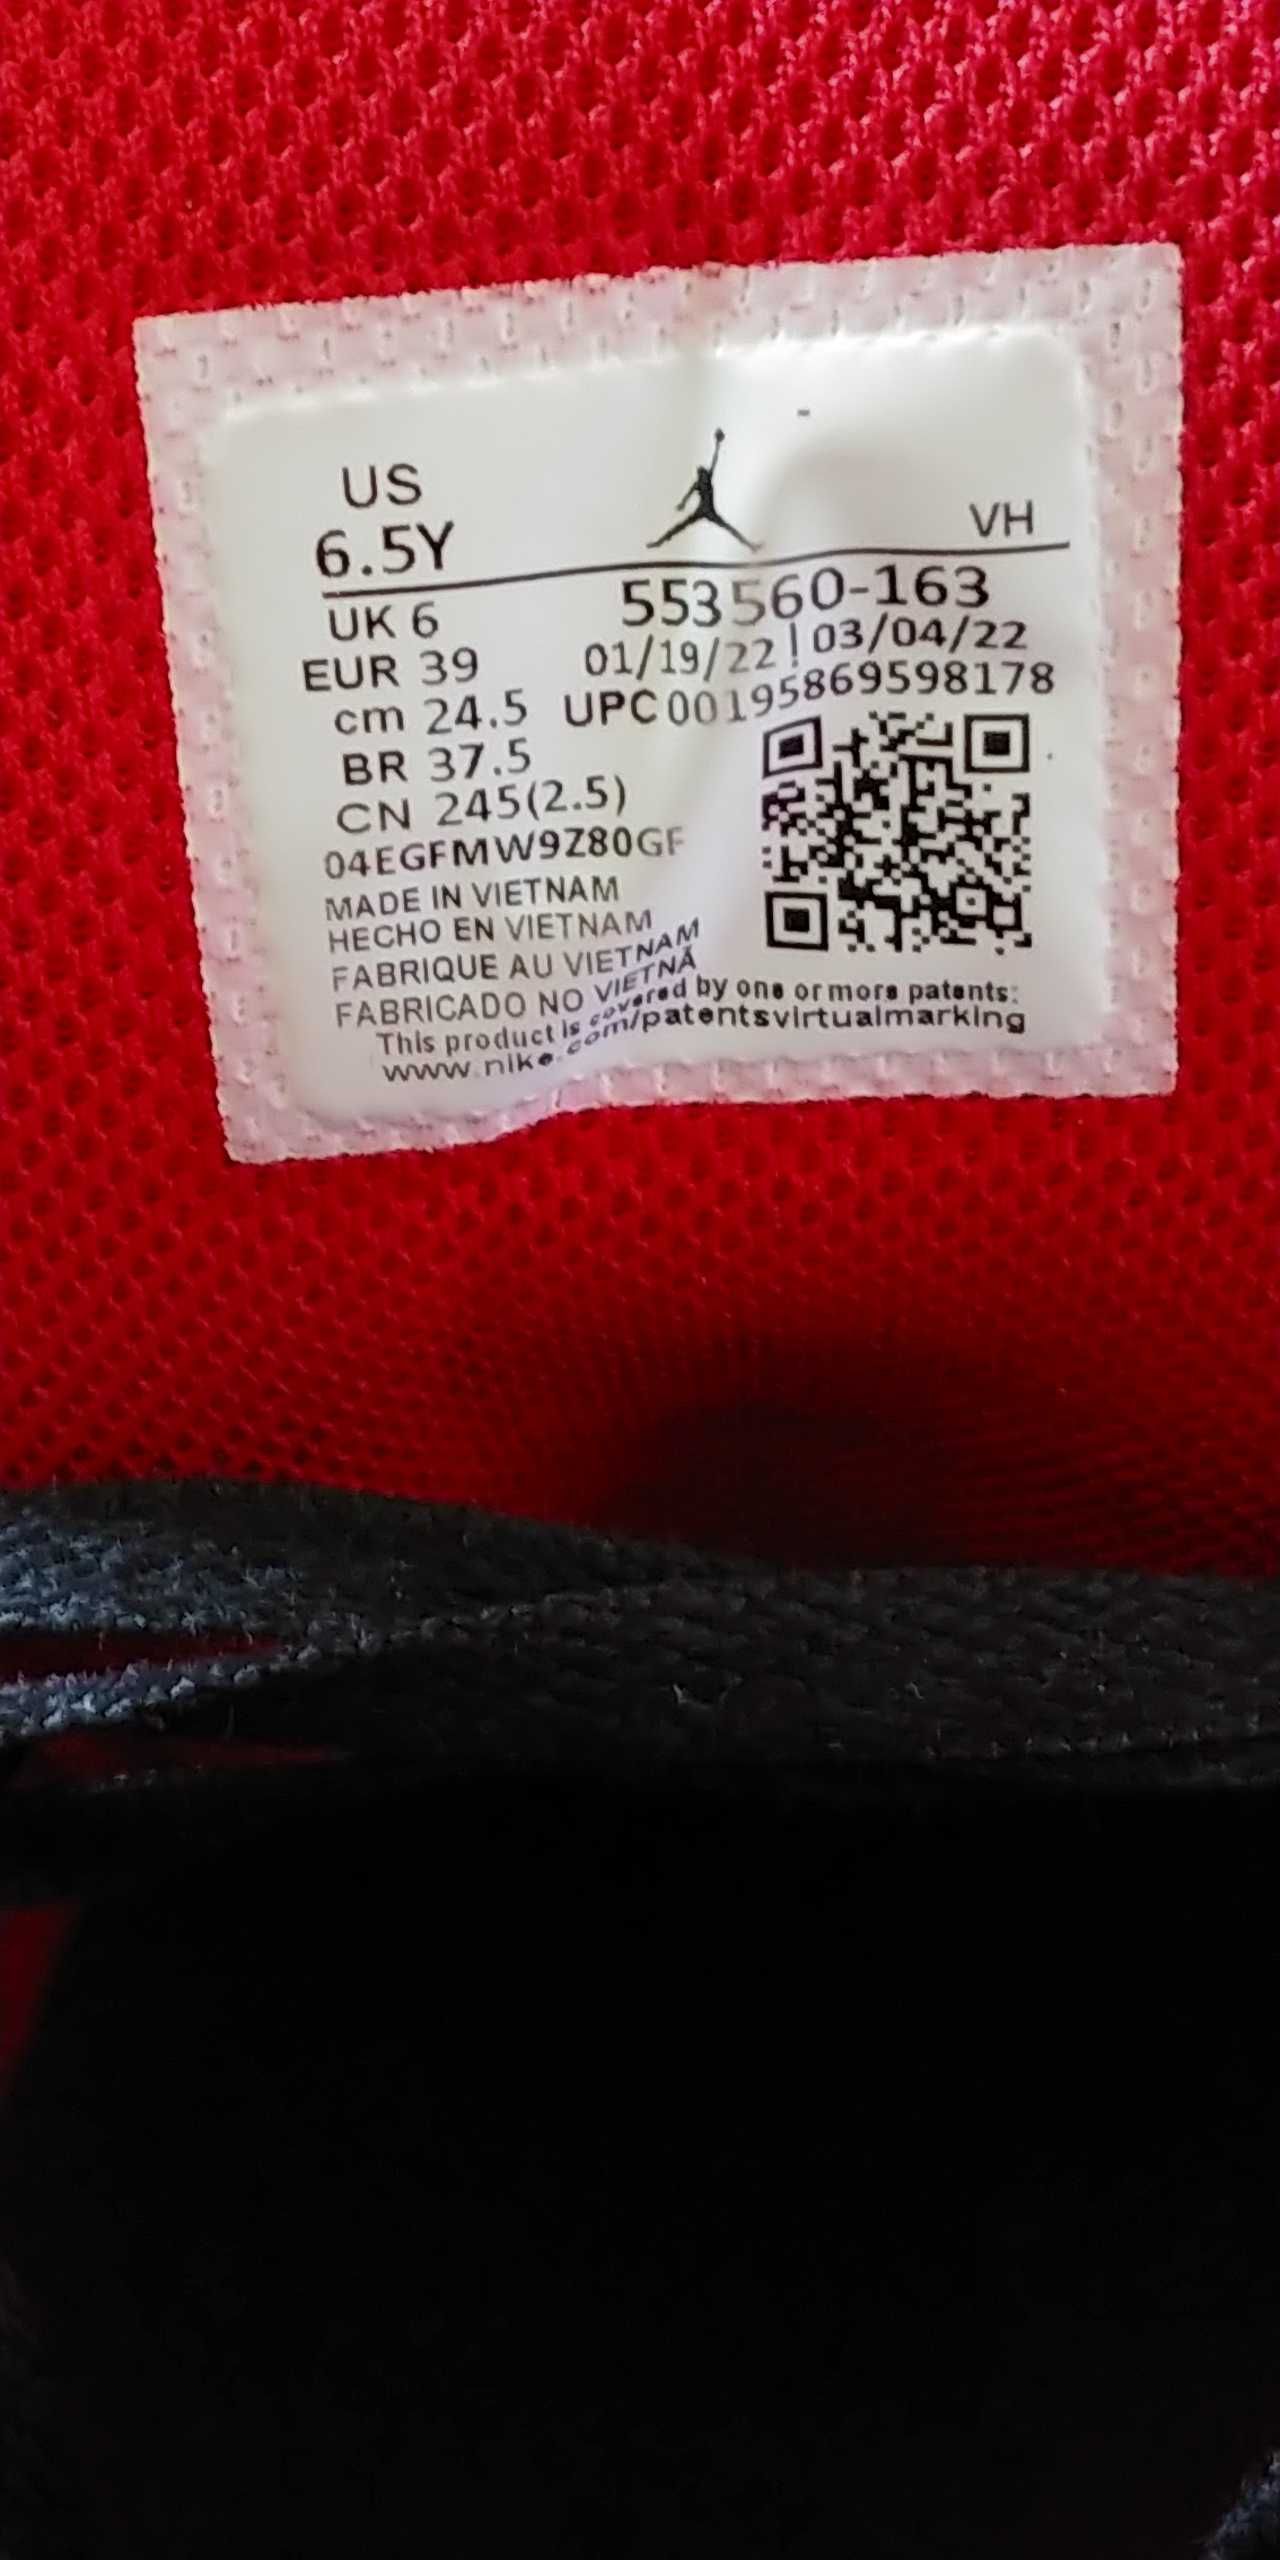 US
6.5Y
VH
UK 6
553560-163
EUR 39
01/19/22 | 03/04/22
cm 24.5
UPC 00195869598178
BR 37.5
CN 245(2.5)
04EGFMW9Z80GF
MADE IN VIETNAM
HECHO EN VIETNAM
FABRIQUE AU VIETNAM
FABRICADO NO VIETNÃ
This product is covered by one or more patents:
www.nike.com/patentsvirtualmarking